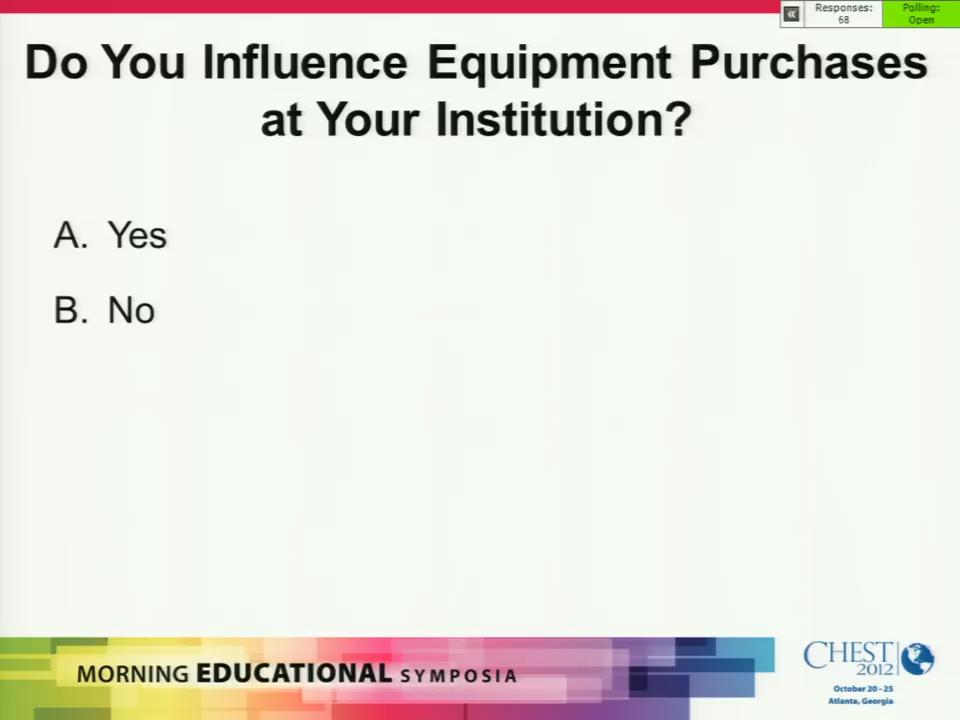 Responses:
68
Polling:
Open
Do You Influence Equipment Purchases
at Your Institution?
A. Yes
B. No
MORNING EDUCATIONAL SYMPOSIA
CHEST
2012
October 20 - 25
Atlanta, Georgia